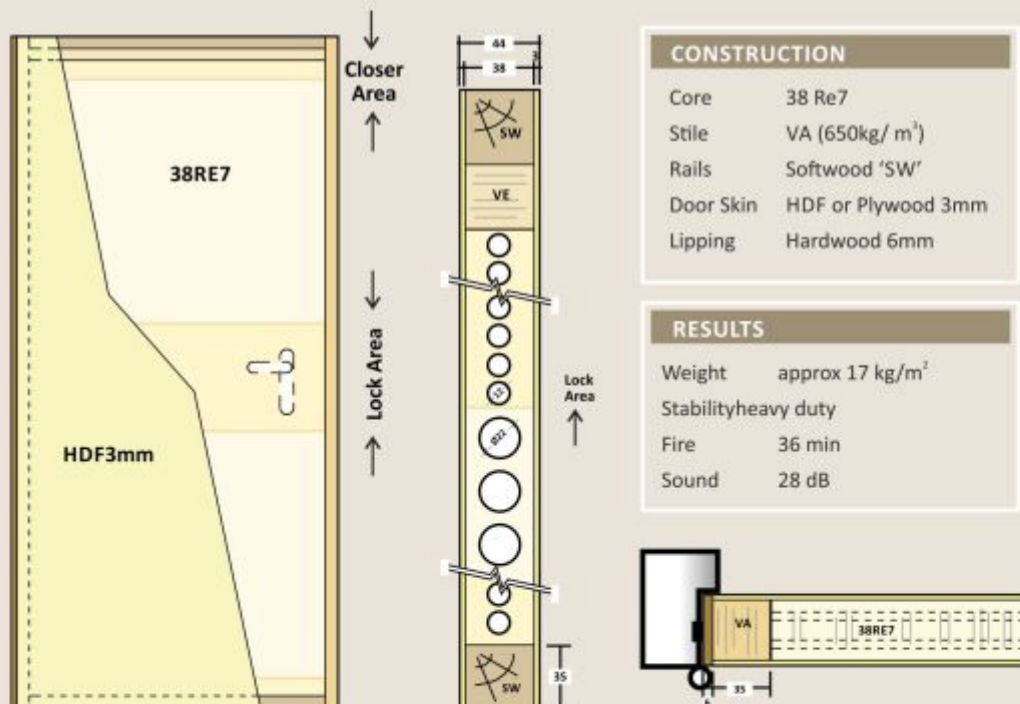 Closer
Area
38RE7
Lock Area
HDF3mm
44
3
38
SW
VE
12
Ø22
SW
35
Lock
Area
CONSTRUCTION
Core 38 Re7
Stile VA (650kg/ m³)
Rails Softwood ‘SW’
Door Skin HDF or Plywood 3mm
Lipping Hardwood 6mm
RESULTS
Weight approx 17 kg/m²
Stabilityheavy duty
Fire 36 min
Sound 28 dB
VA
38RE7
35